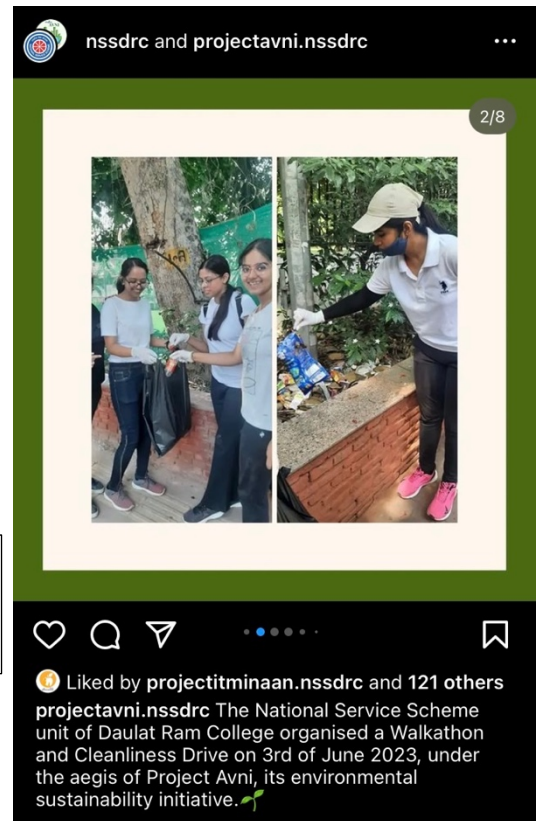 nssdrc and projectavni.nssdrc
2/8
Liked by projectitminaan.nssdrc and 121 others
projectavni.nssdrc The National Service Scheme
unit of Daulat Ram College organised a Walkathon
and Cleanliness Drive on 3rd of June 2023, under
the aegis of Project Avni, its environmental
sustainability initiative.🌱